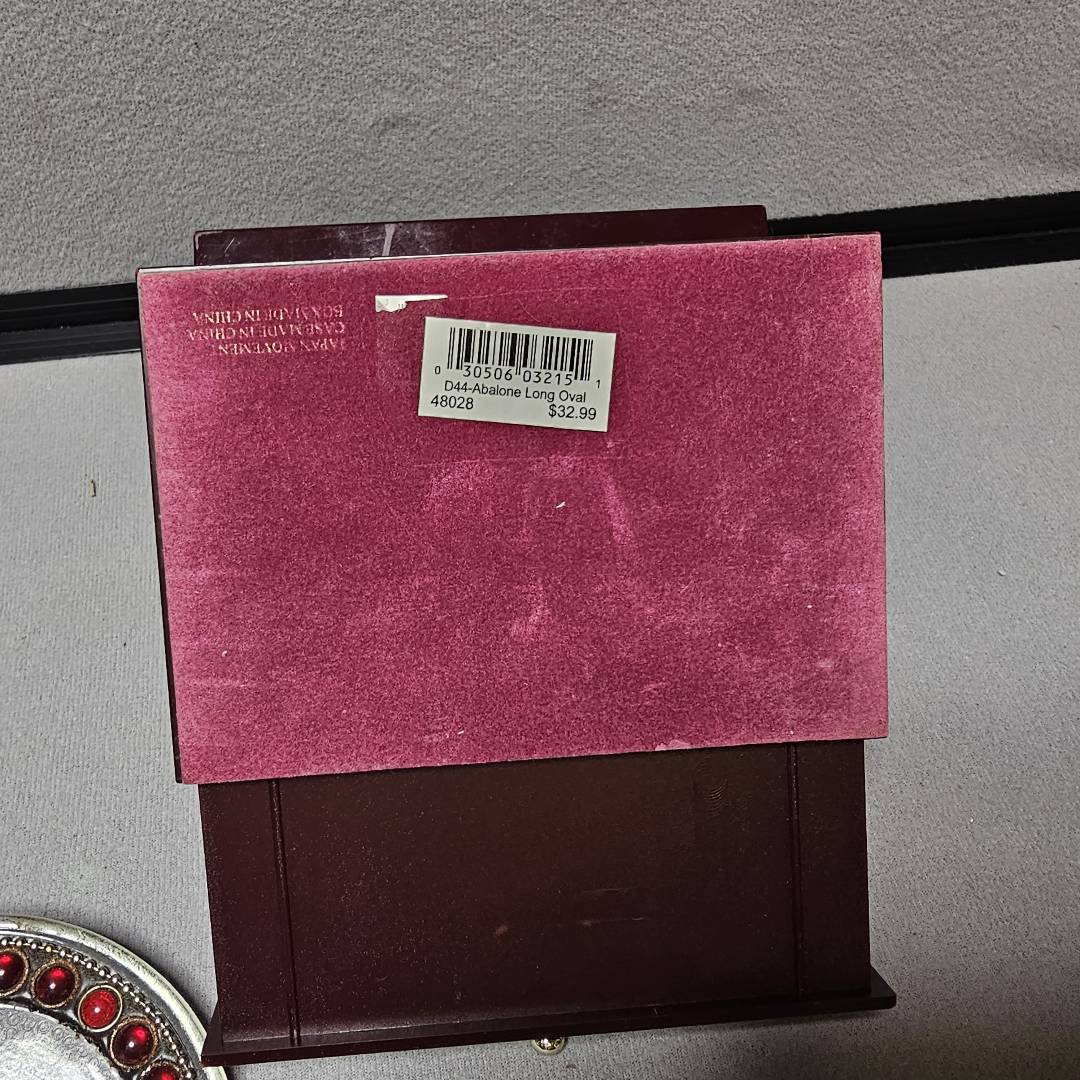 JAPAN MOVEMEN
CASE MADE IN CHINA
BOX MADE IN CHINA
0 30506 03215 1
D44-Abalone Long Oval
48028 $32.99